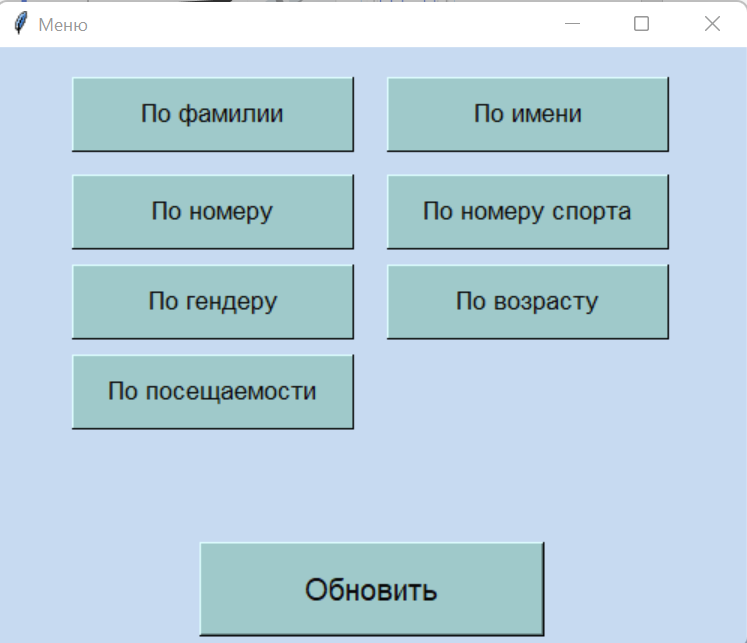 Меню
По фамилии
По имени
По номеру
По номеру спорта
По гендеру
По возрасту
По посещаемости
Обновить